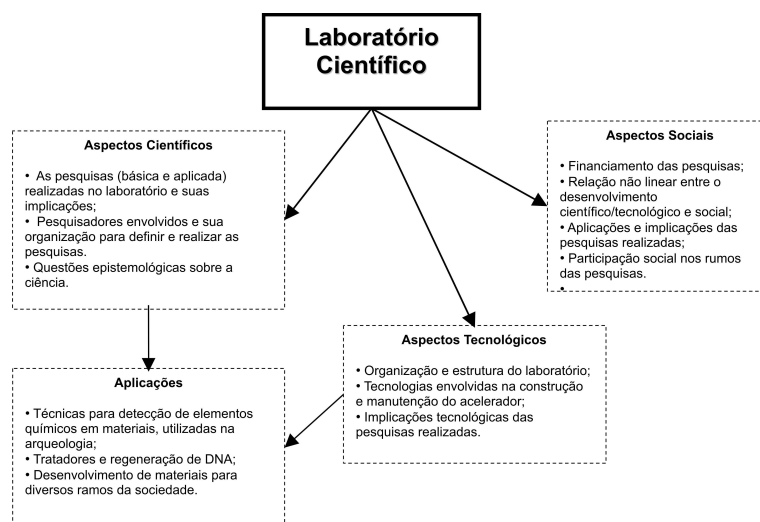 Laboratório
Científico
Aspectos Científicos
• As pesquisas (básica e aplicada)
realizadas no laboratório e suas
implicações;
• Pesquisadores envolvidos e sua
organização para definir e realizar as
pesquisas.
• Questões epistemológicas sobre a
ciência.
Aspectos Sociais
• Financiamento das pesquisas;
• Relação não linear entre o
desenvolvimento
científico/tecnológico e social;
• Aplicações e implicações das
pesquisas realizadas;
• Participação social nos rumos
das pesquisas.
•
Aspectos Tecnológicos
• Organização e estrutura do laboratório;
• Tecnologias envolvidas na construção
e manutenção do acelerador;
• Implicações tecnológicas das
pesquisas realizadas.
Aplicações
• Técnicas para detecção de elementos
químicos em materiais, utilizadas na
arqueologia;
• Tratadores e regeneração de DNA;
• Desenvolvimento de materiais para
diversos ramos da sociedade.